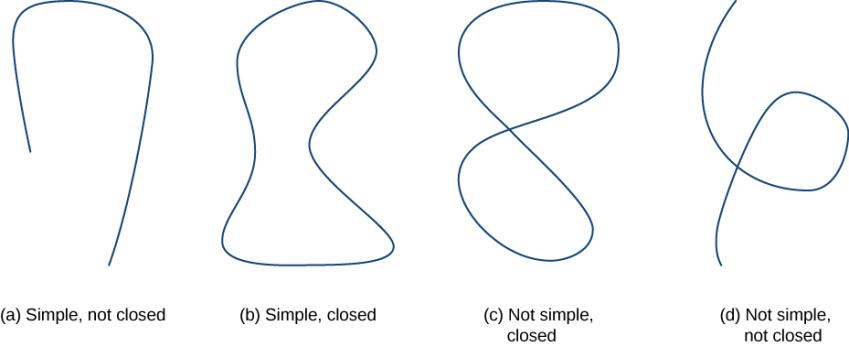 (a) Simple, not closed
(b) Simple, closed
(c) Not simple,
closed
(d) Not simple,
not closed